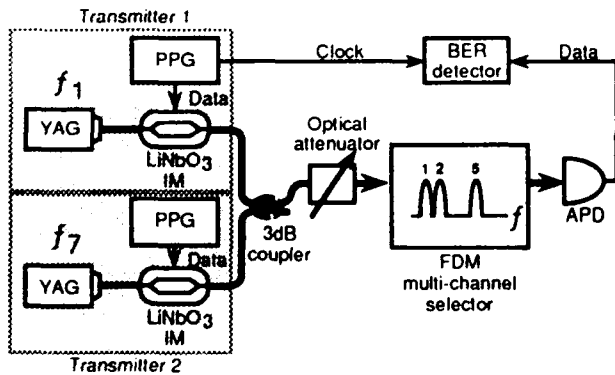 Transmitter 1
PPG
Clock
BER
detector
Data
f1
Data
YAG
LiNbO3
IM
Optical
attenuator
1 2 5
f
APD
FDM
multi-channel
selector
3dB
coupler
PPG
f7
Data
YAG
LiNbO3
IM
Transmitter 2